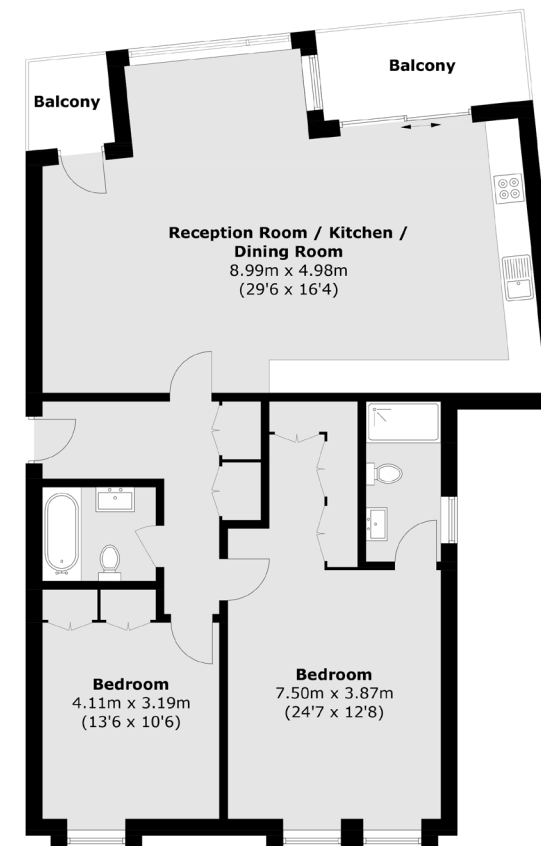 Balcony
Balcony
Reception Room / Kitchen /
Dining Room
8.99m x 4.98m
(29'6 x 16'4)
Bedroom
4.11m x 3.19m
(13'6 x 10'6)
Bedroom
7.50m x 3.87m
(24'7 x 12'8)